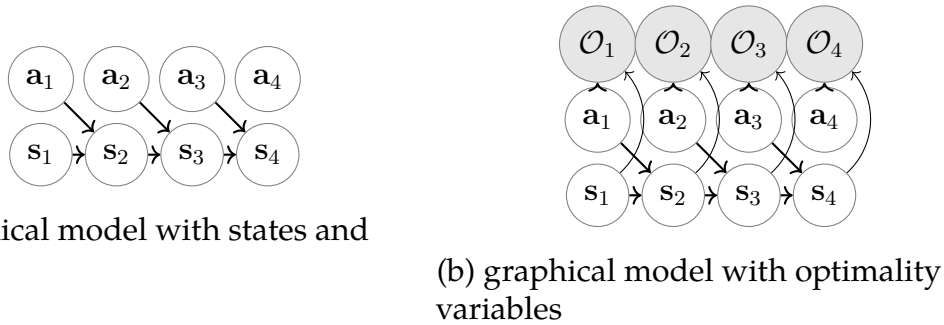 a₁ a₂ a₃ a₄
s₁ s₂ s₃ s₄
model with states and
O₁ O₂ O₃ O₄
a₁ a₂ a₃ a₄
s₁ s₂ s₃ s₄
(b) graphical model with optimality
variables